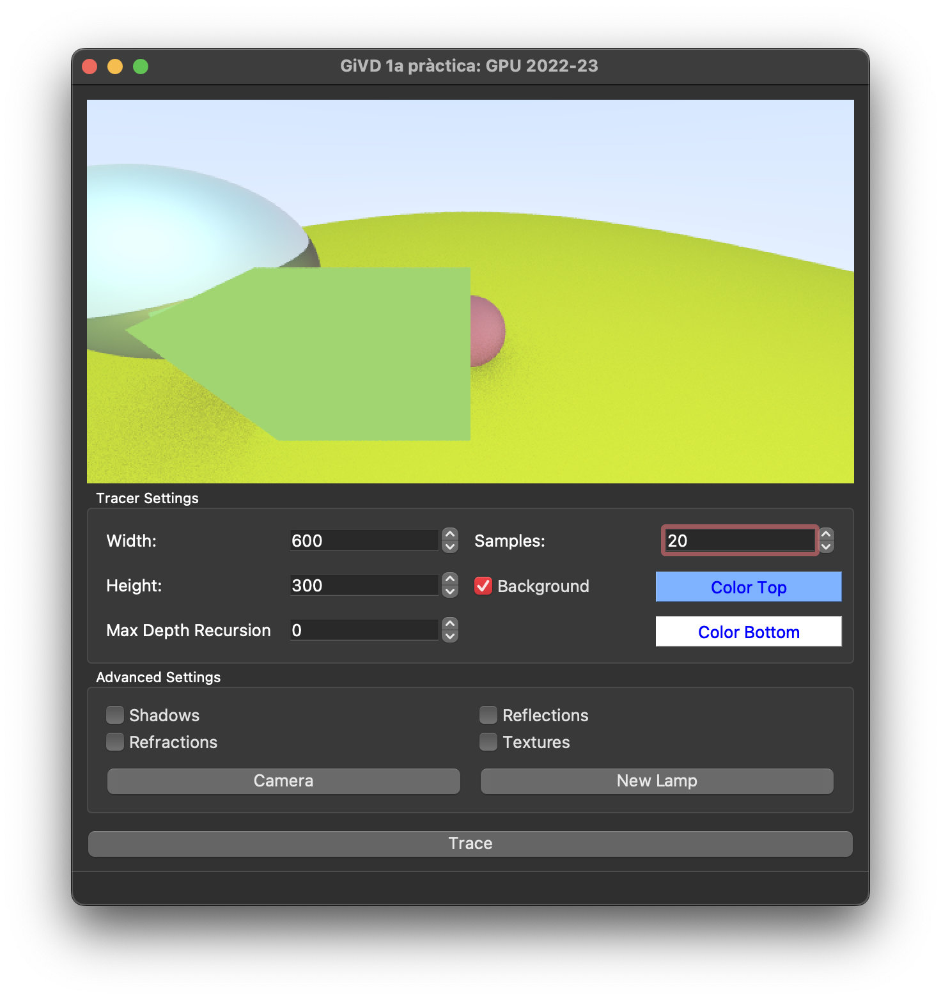 GiVD 1a pràctica: GPU 2022-23
Tracer Settings
Width: 600 Samples: 20
Height: 300 Background Color Top
Max Depth Recursion 0 Color Bottom
Advanced Settings
Shadows Reflections
Refractions Textures
Camera New Lamp
Trace